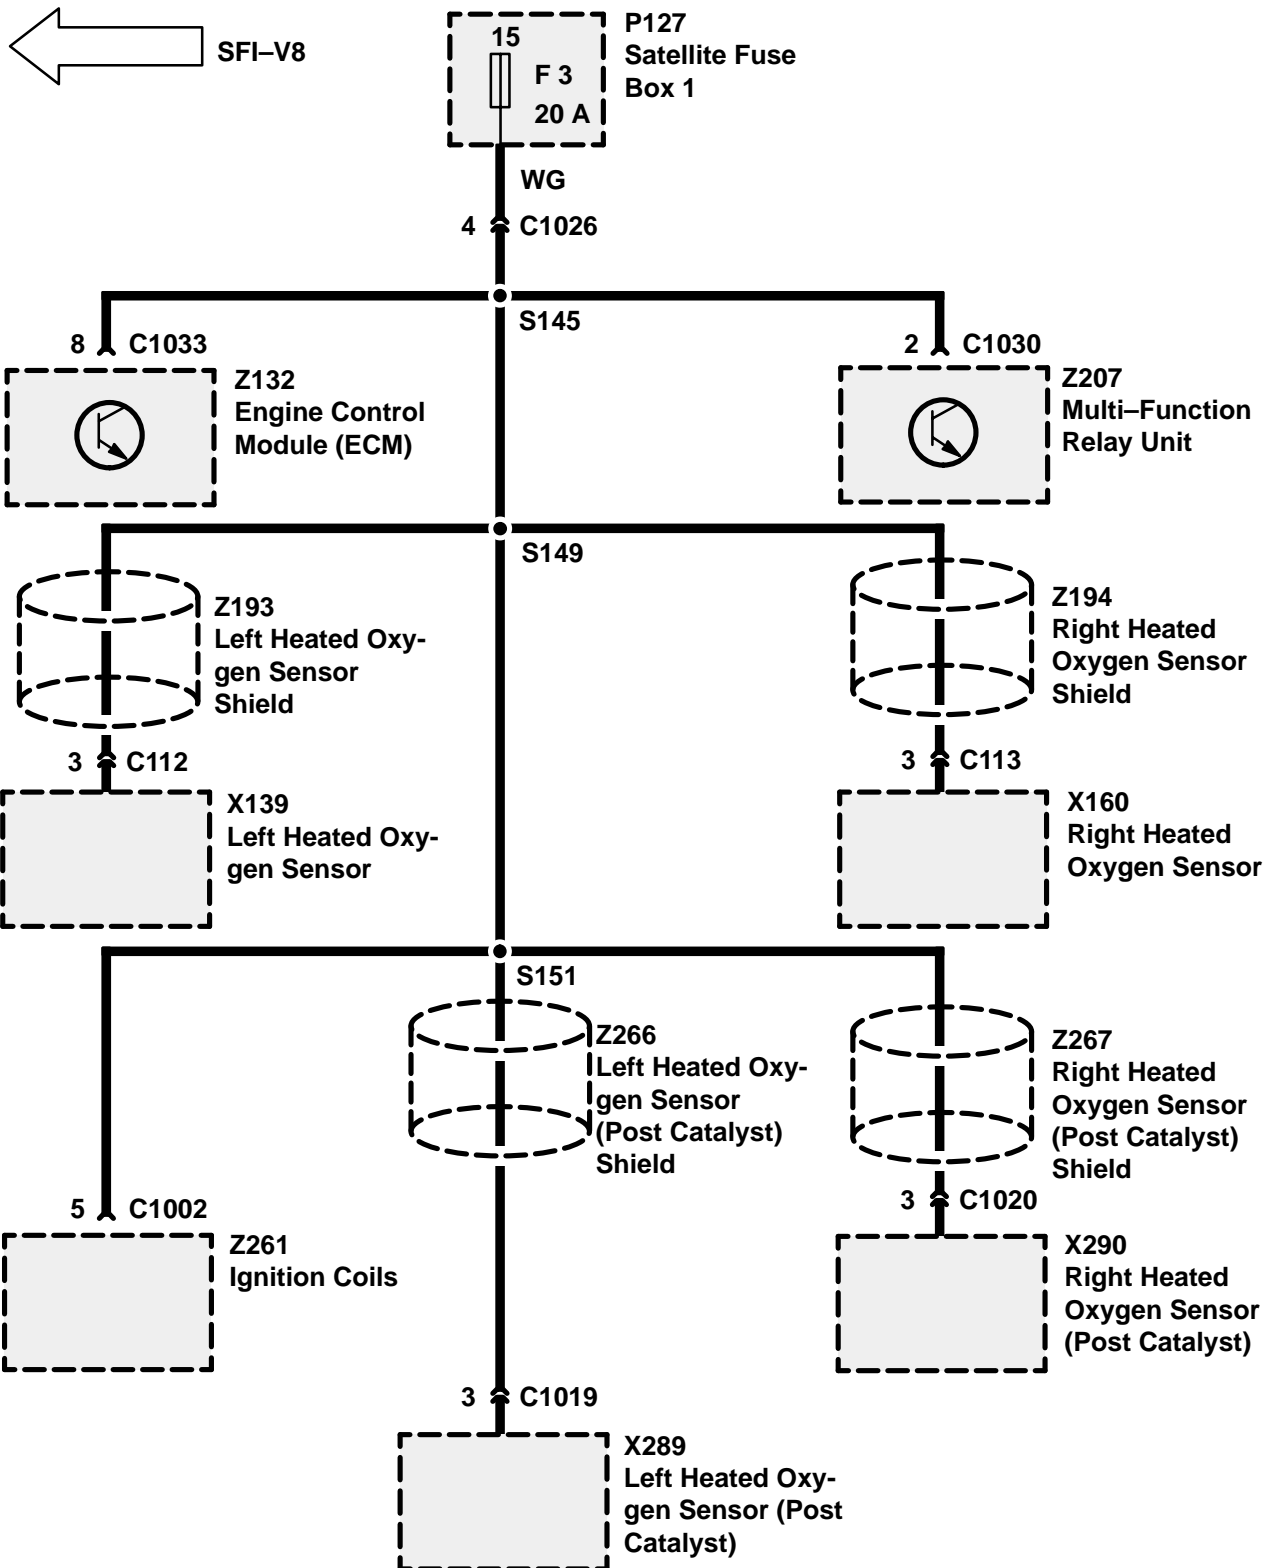 SFI–V8
15
F 3
20 A
P127
Satellite Fuse
Box 1
WG
4 C1026
S145
8 C1033
2 C1030
Z132
Engine Control
Module (ECM)
Z207
Multi–Function
Relay Unit
S149
Z193
Left Heated Oxy-
gen Sensor
Shield
Z194
Right Heated
Oxygen Sensor
Shield
3 C112
3 C113
X139
Left Heated Oxy-
gen Sensor
X160
Right Heated
Oxygen Sensor
S151
Z266
Left Heated Oxy-
gen Sensor
(Post Catalyst)
Shield
Z267
Right Heated
Oxygen Sensor
(Post Catalyst)
Shield
5 C1002
3 C1020
Z261
Ignition Coils
X290
Right Heated
Oxygen Sensor
(Post Catalyst)
3 C1019
X289
Left Heated Oxy-
gen Sensor (Post
Catalyst)